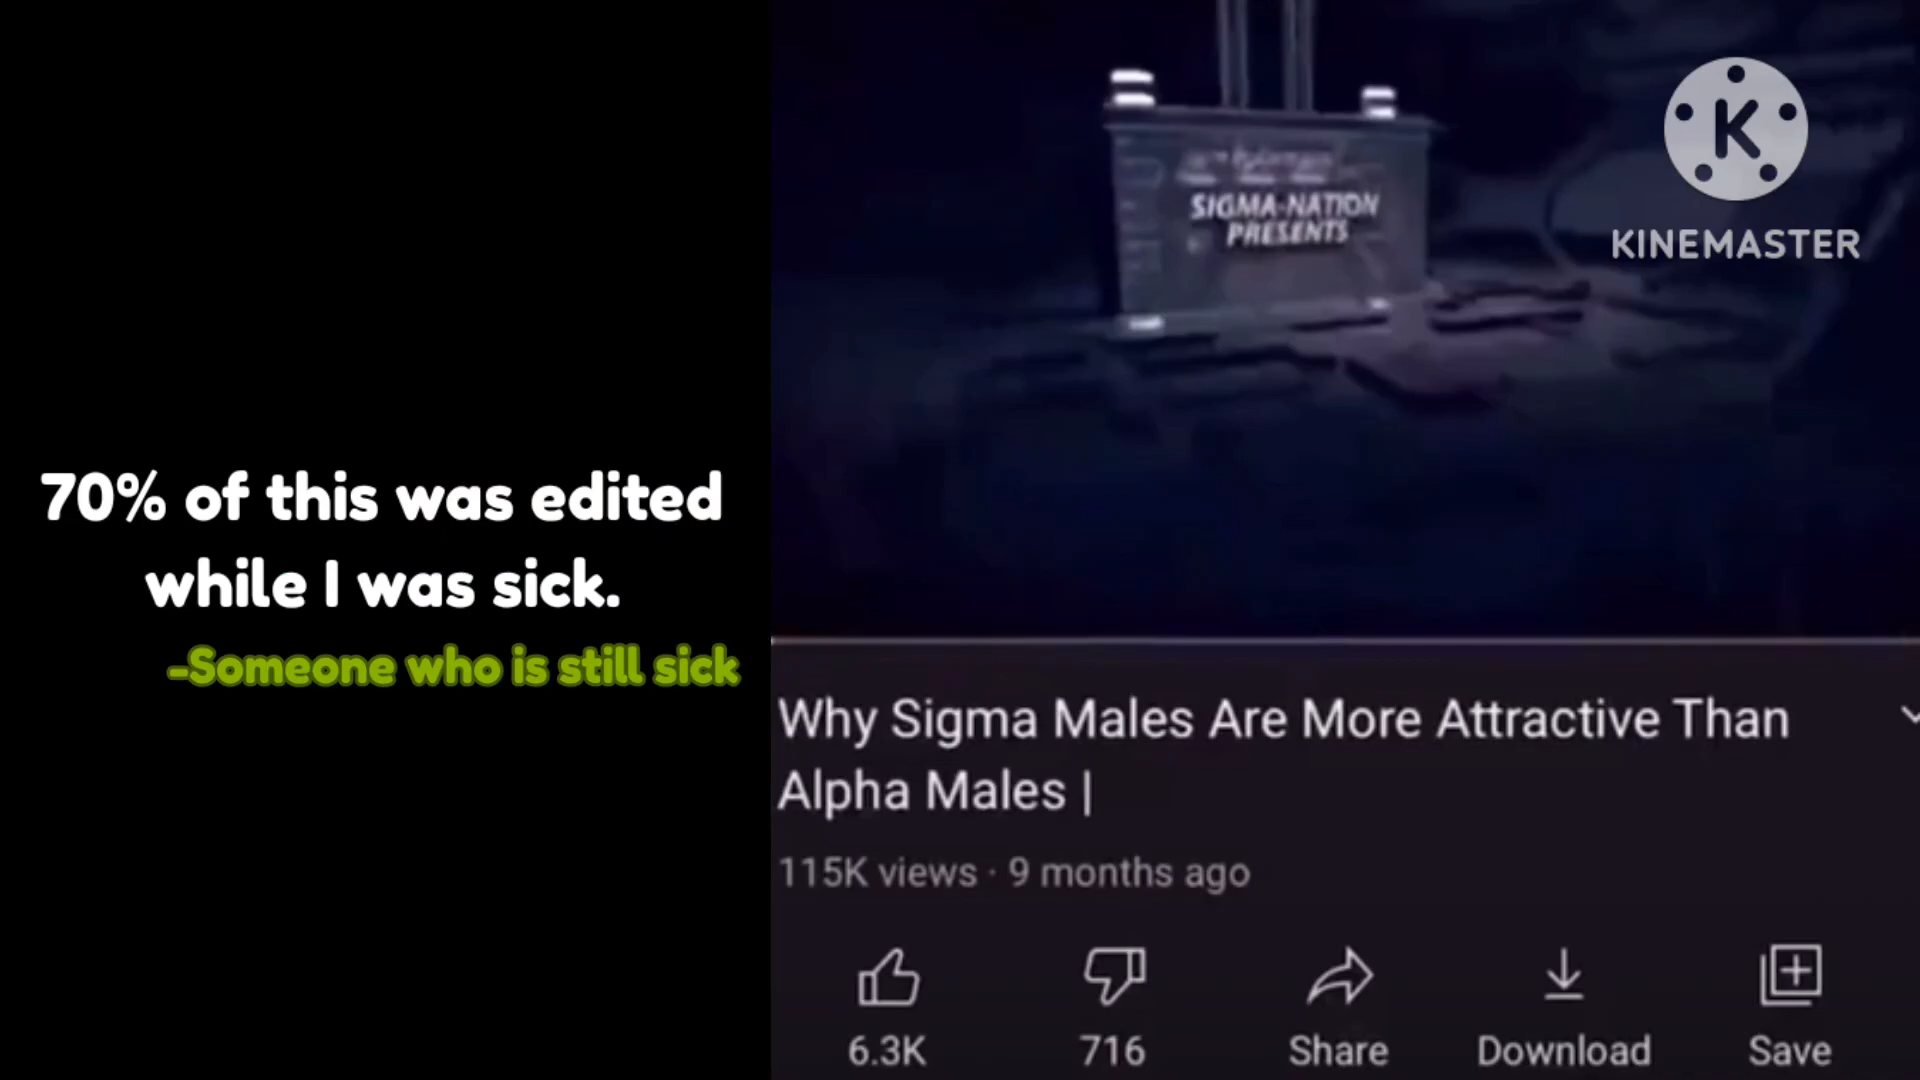 70% of this was edited
while I was sick.
-Someone who is still sick
SIGMA-NATION
PRESENTS
K
KINEMASTER
Why Sigma Males Are More Attractive Than
Alpha Males |
115K views · 9 months ago
6.3K
716
Share
Download
Save